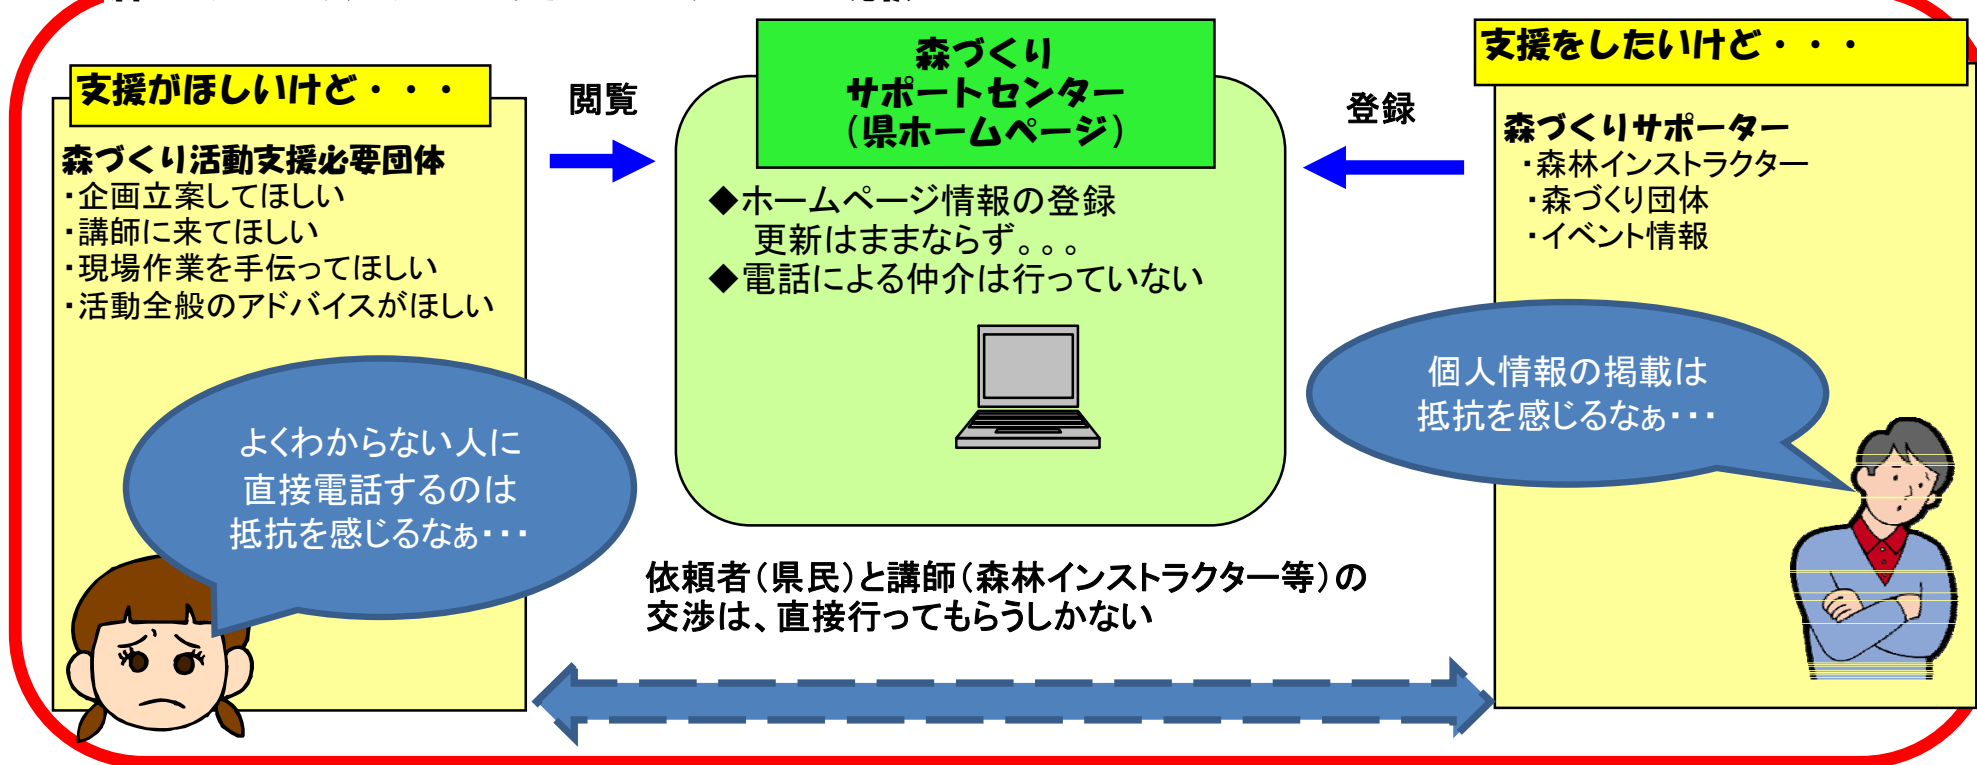 支援がほしいけど・・・
森づくり活動支援必要団体
・企画立案してほしい
・講師に来てほしい
・現場作業を手伝ってほしい
・活動全般のアドバイスがほしい
よくわからない人に
直接電話するのは
抵抗を感じるなぁ・・・
閲覧
森づくり
サポートセンター
（県ホームページ）
◆ホームページ情報の登録
更新はままならず。。。
◆電話による仲介は行っていない
登録
支援をしたいけど・・・
森づくりサポーター
・森林インストラクター
・森づくり団体
・イベント情報
個人情報の掲載は
抵抗を感じるなぁ・・・
依頼者（県民）と講師（森林インストラクター等）の
交渉は、直接行ってもらうしかない